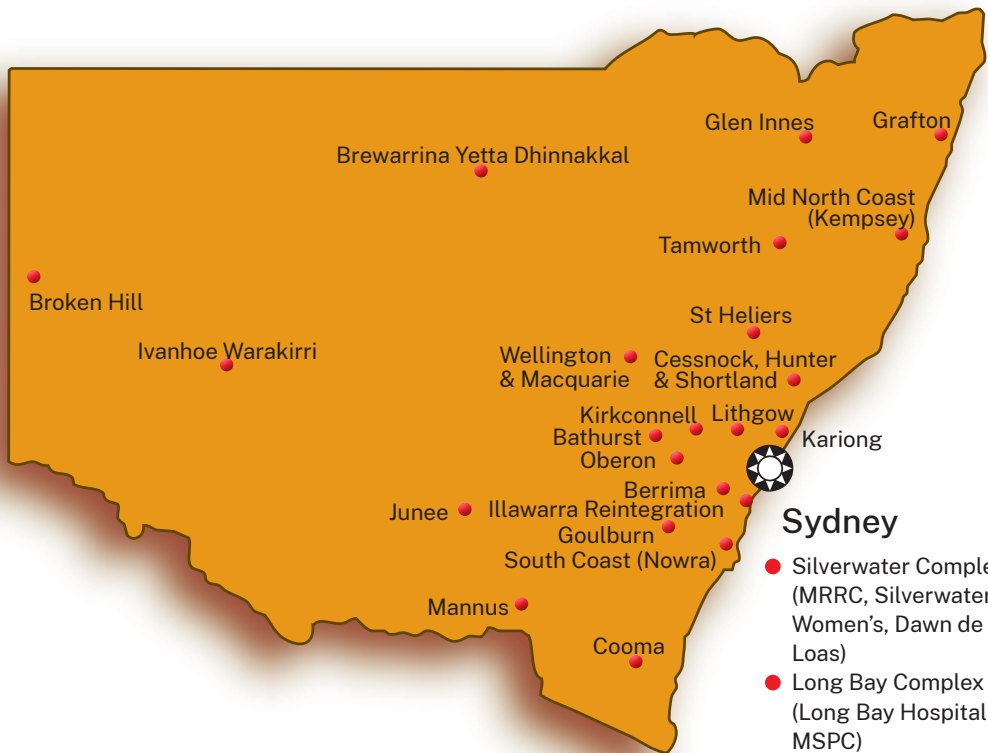 Glen Innes
Grafton
Brewarrina Yetta Dhinnakkal
Mid North Coast
(Kempsey)
Tamworth
Broken Hill
St Heliers
Ivanhoe Warakirri
Wellington
& Macquarie
Cessnock, Hunter
& Shortland
Kirkconnell
Lithgow
Bathurst
Kariong
Oberon
Berrima
Junee
Illawarra Reintegration
Goulburn
South Coast (Nowra)
Mannus
Cooma
Sydney
Silverwater Comple
(MRRC, Silverwater
Women's, Dawn de
Loas)
Long Bay Complex
(Long Bay Hospital
MSPC)